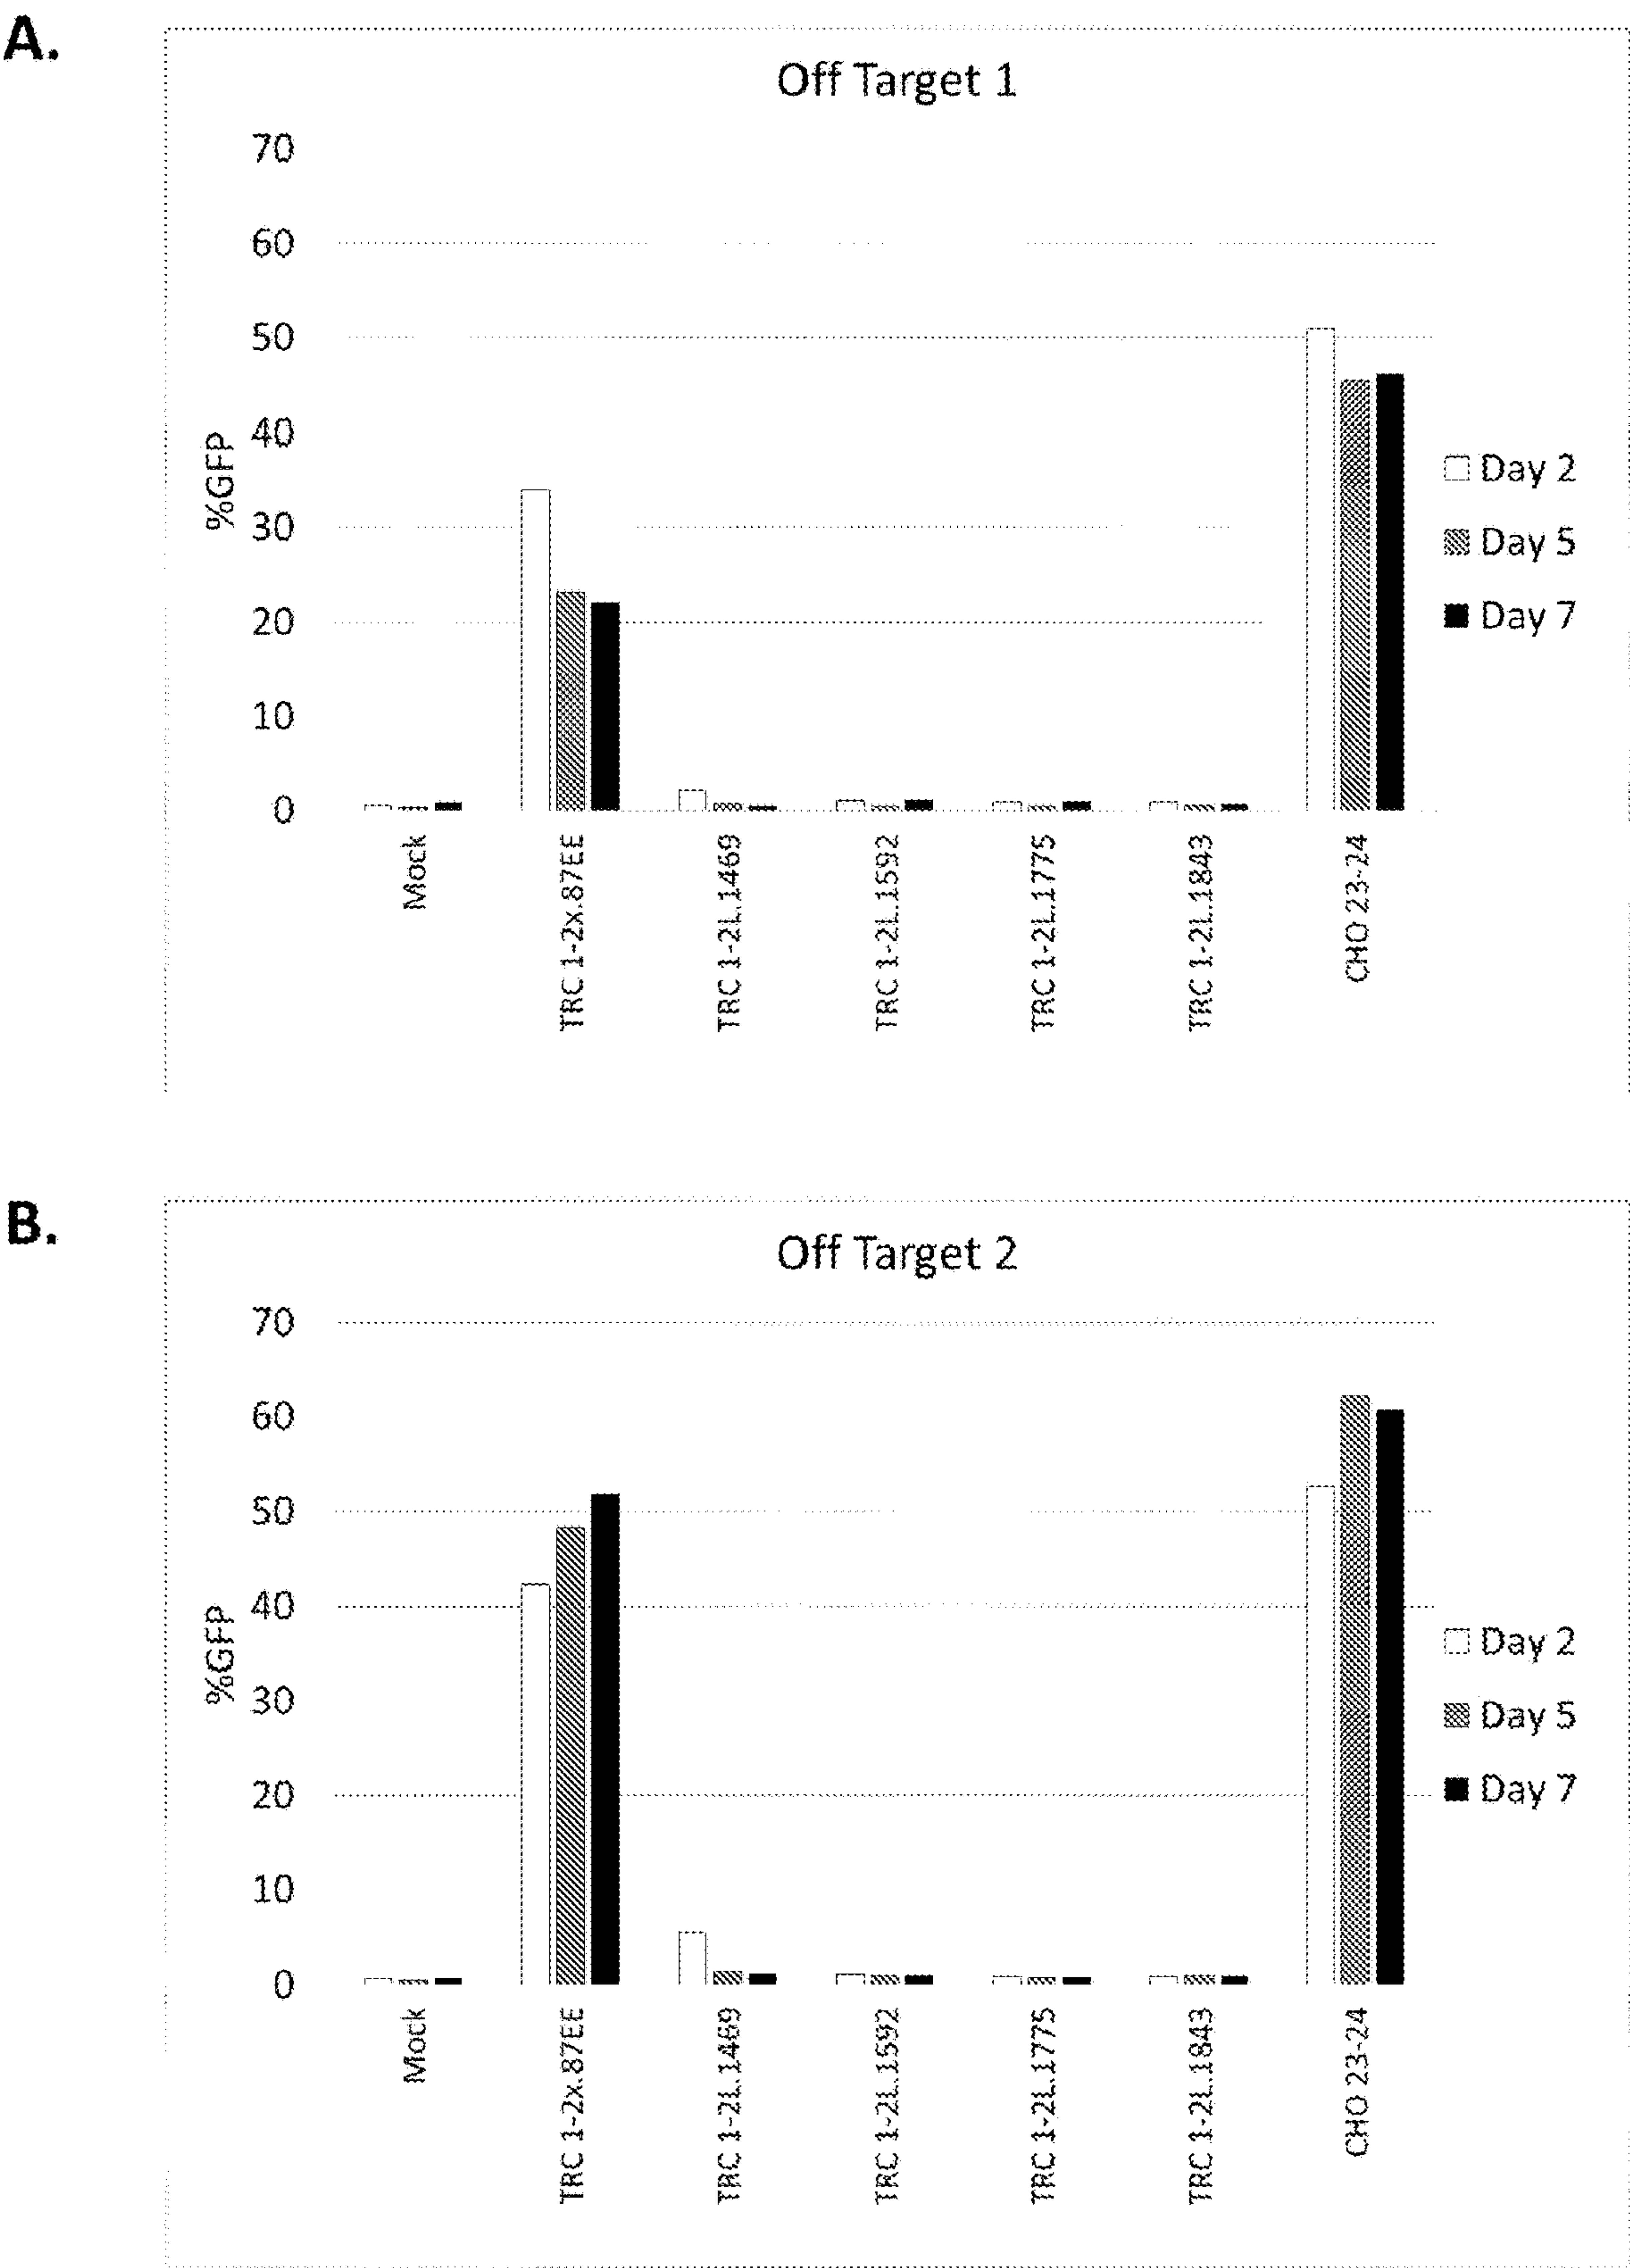 A.
Off Target 1
70
60
50
40
30
20
10
0
%GFP
Mock
TRC 1-2x.87EE
TRC 1-2L.1469
TRC 1-2L.1592
TRC 1-2L.1775
TRC 1-2L.1843
CHO 23-24
Day 2
Day 5
Day 7
B.
Off Target 2
70
60
50
40
30
20
10
0
%GFP
Mock
TRC 1-2x.87EE
TRC 1-2L.1469
TRC 1-2L.1592
TRC 1-2L.1775
TRC 1-2L.1843
CHO 23-24
Day 2
Day 5
Day 7